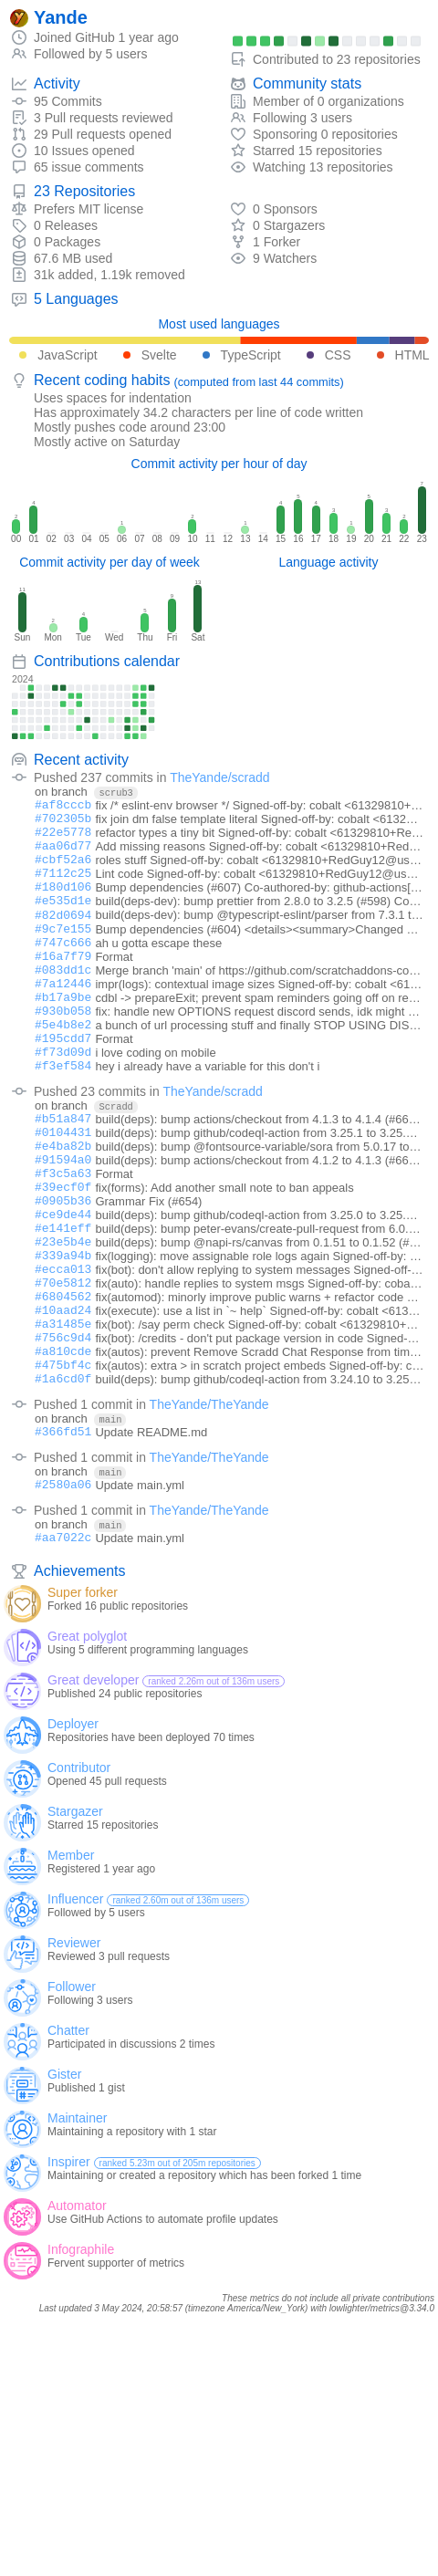 Yande
Joined GitHub 1 year ago
Followed by 5 users
Contributed to 23 repositories
Activity
95 Commits
3 Pull requests reviewed
29 Pull requests opened
10 Issues opened
65 issue comments
Community stats
Member of 0 organizations
Following 3 users
Sponsoring 0 repositories
Starred 15 repositories
Watching 13 repositories
23 Repositories
Prefers MIT license
0 Releases
0 Packages
67.6 MB used
31k added, 1.19k removed
0 Sponsors
0 Stargazers
1 Forker
9 Watchers
5 Languages
Most used languages
JavaScript Svelte TypeScript CSS HTML
Recent coding habits (computed from last 44 commits)
Uses spaces for indentation
Has approximately 34.2 characters per line of code written
Mostly pushes code around 23:00
Mostly active on Saturday
Commit activity per hour of day
2 4 1 2 1 4 5 4 3 1 5 3 2 7
00 01 02 03 04 05 06 07 08 09 10 11 12 13 14 15 16 17 18 19 20 21 22 23
Commit activity per day of week
13 2 4 5 9 13
Sun Mon Tue Wed Thu Fri Sat
Language activity
Contributions calendar
2024
Recent activity
Pushed 237 commits in TheYande/scradd
on branch scrub3
#af8cccb fix /* eslint-env browser */ Signed-off-by: cobalt <61329810+…
#702305b fix join dm false template literal Signed-off-by: cobalt <6132…
#22e5778 refactor types a tiny bit Signed-off-by: cobalt <61329810+Re…
#aa06d77 Add missing reasons Signed-off-by: cobalt <61329810+Red…
#cbf52a6 roles stuff Signed-off-by: cobalt <61329810+RedGuy12@us…
#7112c25 Lint code Signed-off-by: cobalt <61329810+RedGuy12@us…
#180d106 Bump dependencies (#607) Co-authored-by: github-actions[…
#e535d1e build(deps-dev): bump prettier from 2.8.0 to 3.2.5 (#598) Co…
#82d0694 build(deps-dev): bump @typescript-eslint/parser from 7.3.1 t…
#9c7e155 Bump dependencies (#604) <details><summary>Changed …
#747c666 ah u gotta escape these
#16a7f79 Format
#083dd1c Merge branch 'main' of https://github.com/scratchaddons-co…
#7a12446 impr(logs): contextual image sizes Signed-off-by: cobalt <61…
#b17a9be cdbl -> prepareExit; prevent spam reminders going off on re…
#930b058 fix: handle new OPTIONS request discord sends, idk might …
#5e4b8e2 a bunch of url processing stuff and finally STOP USING DIS…
#195cdd7 Format
#f73d09d i love coding on mobile
#f3ef584 hey i already have a variable for this don't i
Pushed 23 commits in TheYande/scradd
on branch Scradd
#b51a847 build(deps): bump actions/checkout from 4.1.3 to 4.1.4 (#66…
#0104431 build(deps): bump github/codeql-action from 3.25.1 to 3.25.…
#e4ba82b build(deps): bump @fontsource-variable/sora from 5.0.17 to…
#91594a0 build(deps): bump actions/checkout from 4.1.2 to 4.1.3 (#66…
#f3c5a63 Format
#39ecf0f fix(forms): Add another small note to ban appeals
#0905b36 Grammar Fix (#654)
#ce9de44 build(deps): bump github/codeql-action from 3.25.0 to 3.25.…
#e141eff build(deps): bump peter-evans/create-pull-request from 6.0.…
#23e5b4e build(deps): bump @napi-rs/canvas from 0.1.51 to 0.1.52 (#…
#339a94b fix(logging): move assignable role logs again Signed-off-by: …
#ecca013 fix(bot): don't allow replying to system messages Signed-off-…
#70e5812 fix(auto): handle replies to system msgs Signed-off-by: coba…
#6804562 fix(automod): minorly improve public warns + refactor code …
#10aad24 fix(execute): use a list in `~ help` Signed-off-by: cobalt <613…
#a31485e fix(bot): /say perm check Signed-off-by: cobalt <61329810+…
#756c9d4 fix(bot): /credits - don't put package version in code Signed-…
#a810cde fix(autos): prevent Remove Scradd Chat Response from tim…
#475bf4c fix(autos): extra > in scratch project embeds Signed-off-by: c…
#1a6cd0f build(deps): bump github/codeql-action from 3.24.10 to 3.25…
Pushed 1 commit in TheYande/TheYande
on branch main
#366fd51 Update README.md
Pushed 1 commit in TheYande/TheYande
on branch main
#2580a06 Update main.yml
Pushed 1 commit in TheYande/TheYande
on branch main
#aa7022c Update main.yml
Achievements
Super forker
Forked 16 public repositories
Great polyglot
Using 5 different programming languages
Great developer ranked 2.26m out of 136m users
Published 24 public repositories
Deployer
Repositories have been deployed 70 times
Contributor
Opened 45 pull requests
Stargazer
Starred 15 repositories
Member
Registered 1 year ago
Influencer ranked 2.60m out of 136m users
Followed by 5 users
Reviewer
Reviewed 3 pull requests
Follower
Following 3 users
Chatter
Participated in discussions 2 times
Gister
Published 1 gist
Maintainer
Maintaining a repository with 1 star
Inspirer ranked 5.23m out of 205m repositories
Maintaining or created a repository which has been forked 1 time
Automator
Use GitHub Actions to automate profile updates
Infographile
Fervent supporter of metrics
These metrics do not include all private contributions
Last updated 3 May 2024, 20:58:57 (timezone America/New_York) with lowlighter/metrics@3.34.0